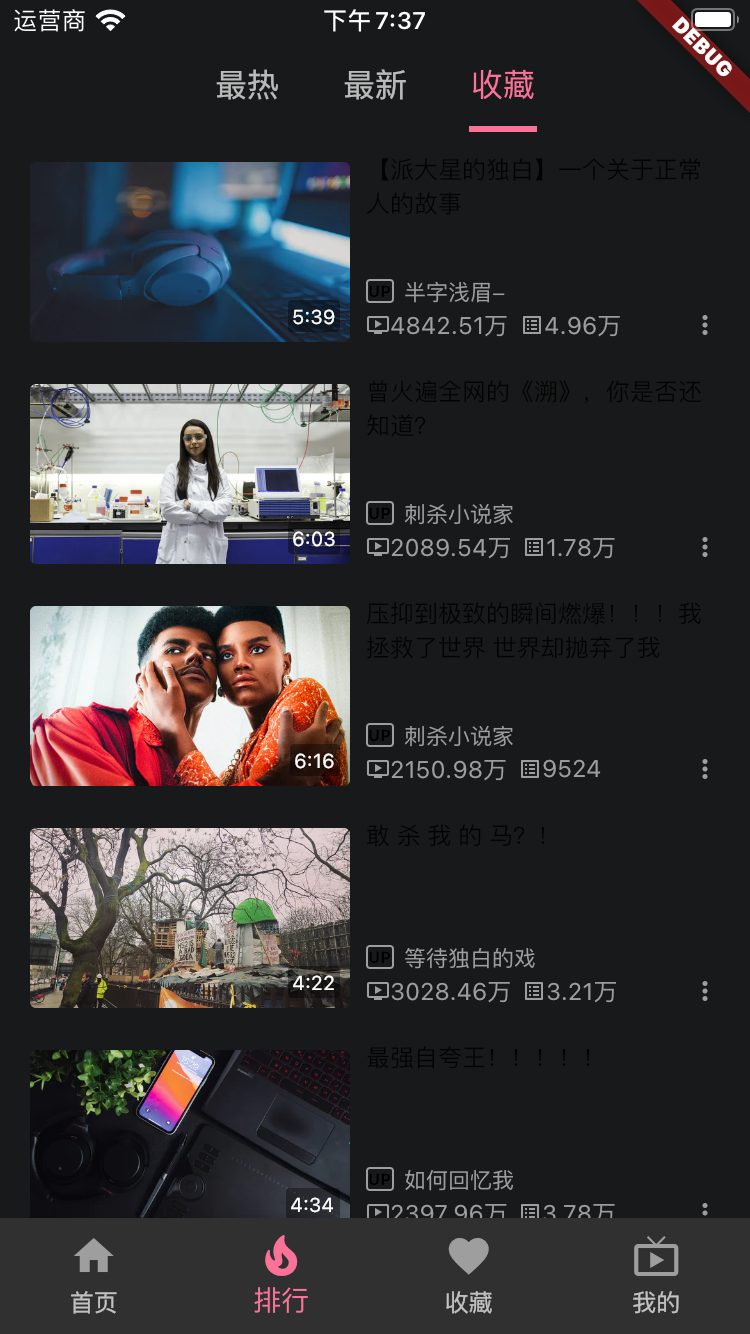 运营商 下午7:37
DEBUG
最热 最新 收藏
【派大星的独白】一个关于正常
人的故事
UP 半字浅眉–
5:39
4842.51万 4.96万
曾火遍全网的《溯》，你是否还
知道?
UP 刺杀小说家
6:03
2089.54万 1.78万
压抑到极致的瞬间燃爆！！！我
拯救了世界 世界却抛弃了我
UP 刺杀小说家
6:16
2150.98万 9524
敢 杀 我 的 马？！
UP 等待独白的戏
4:22
3028.46万 3.21万
最强自夸王！！！！！
UP 如何回忆我
4:34
2397.96万 3.78万
首页 排行 收藏 我的